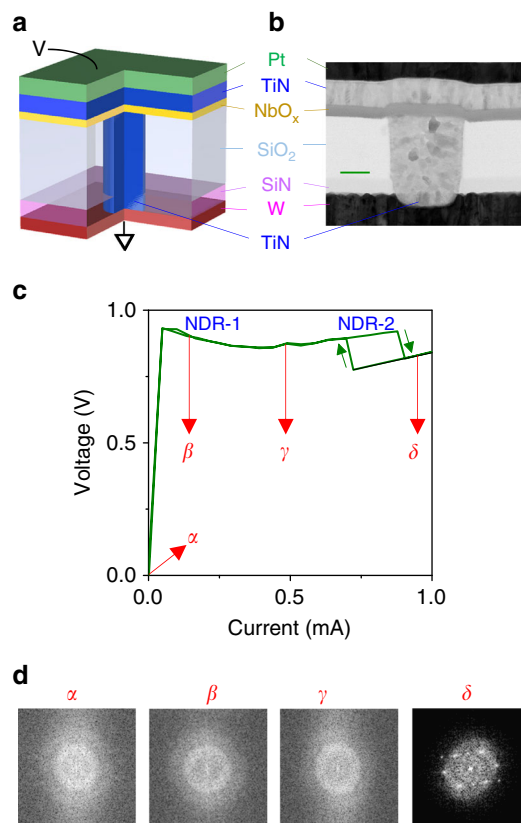 a
b
V
Pt
TiN
NbOx
SiO2
SiN
W
TiN
c
1.0
NDR-1
NDR-2
Voltage (V)
0.5
β
γ
δ
α
0.0
0.0
0.5
1.0
Current (mA)
d
α
β
γ
δ